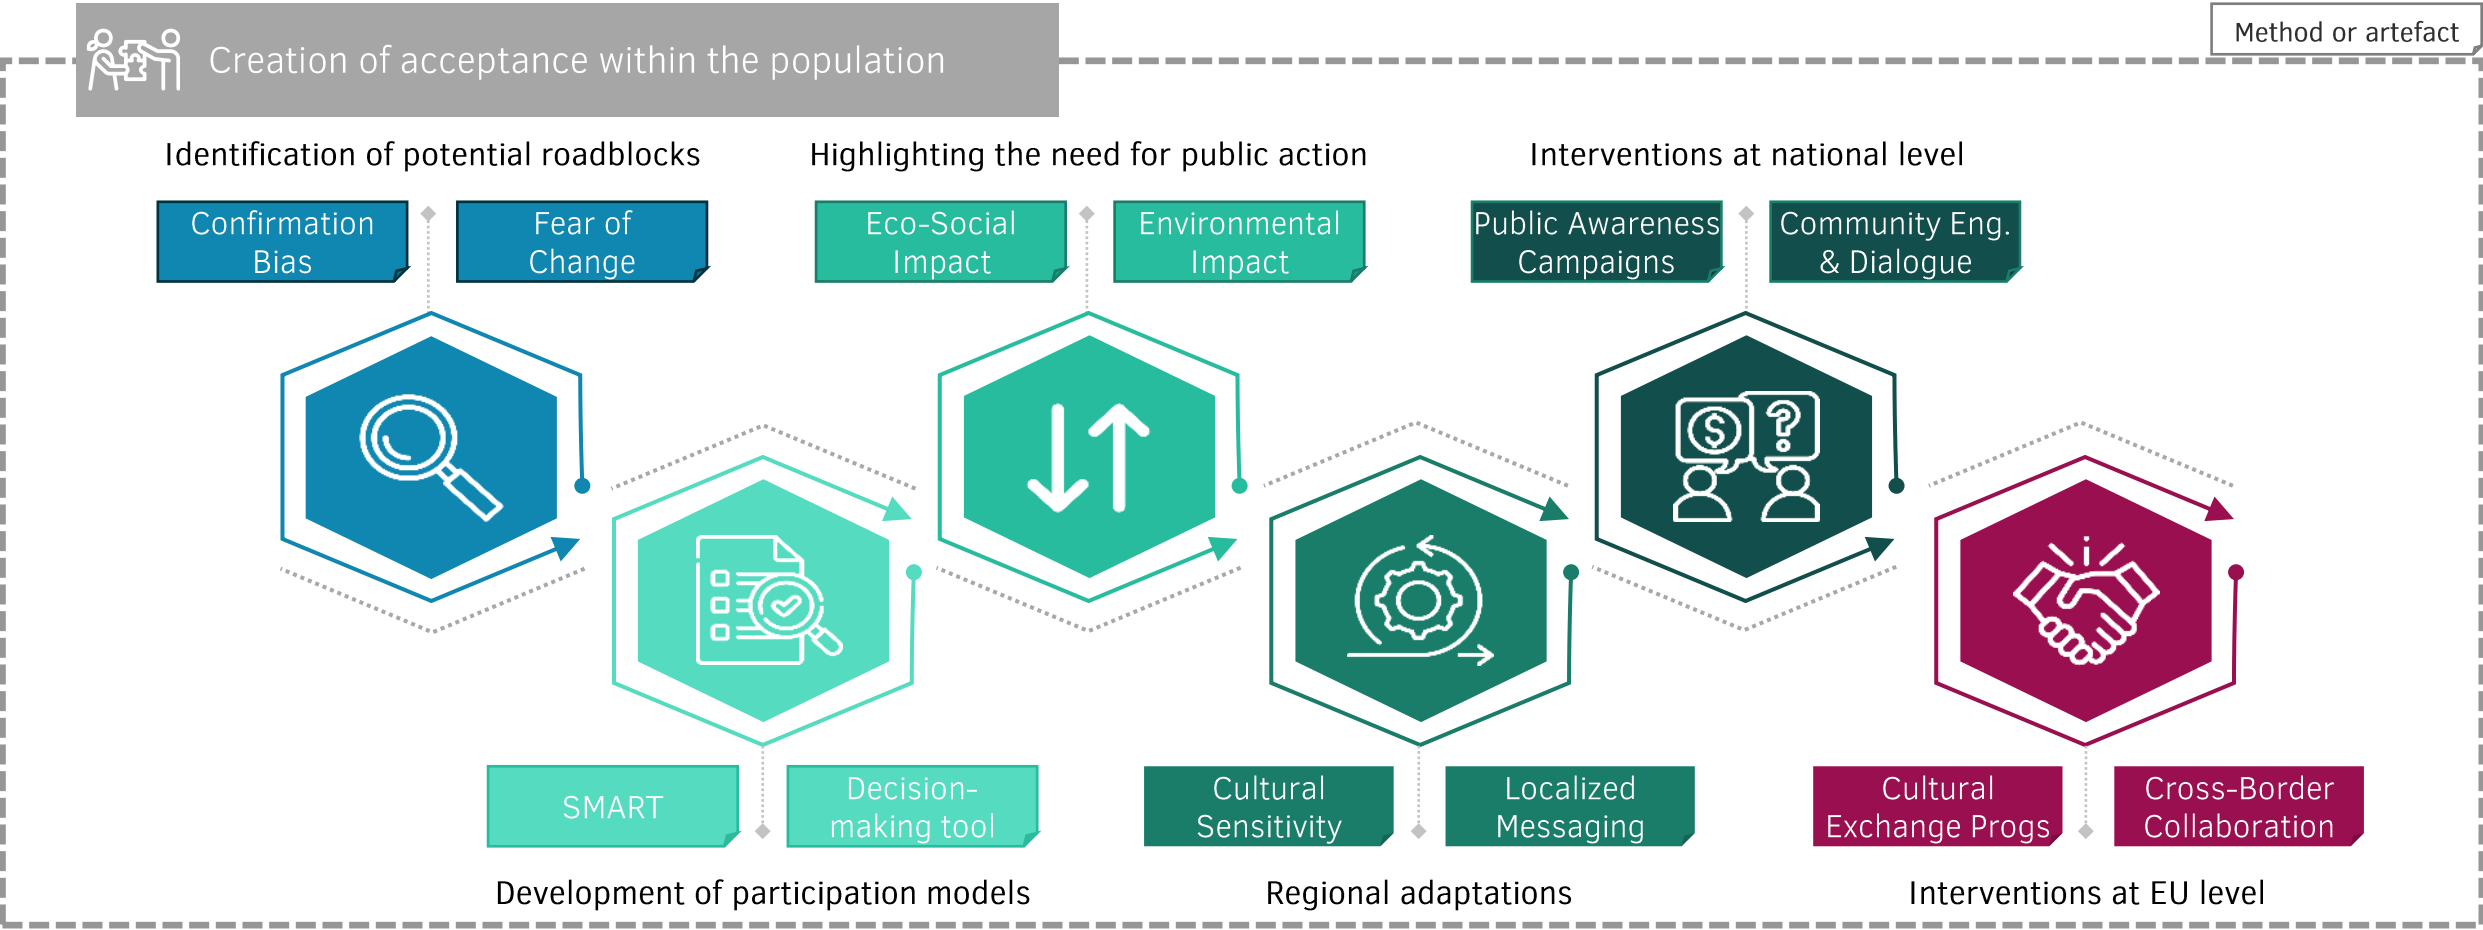 Method or artefact
Creation of acceptance within the population
Identification of potential roadblocks
Confirmation
Bias
Fear of
Change
Highlighting the need for public action
Eco-Social
Impact
Environmental
Impact
Interventions at national level
Public Awareness
Campaigns
Community Eng.
& Dialogue
$
?
SMART
Decision-
making tool
Development of participation models
Cultural
Sensitivity
Localized
Messaging
Regional adaptations
Cultural
Exchange Progs
Cross-Border
Collaboration
Interventions at EU level